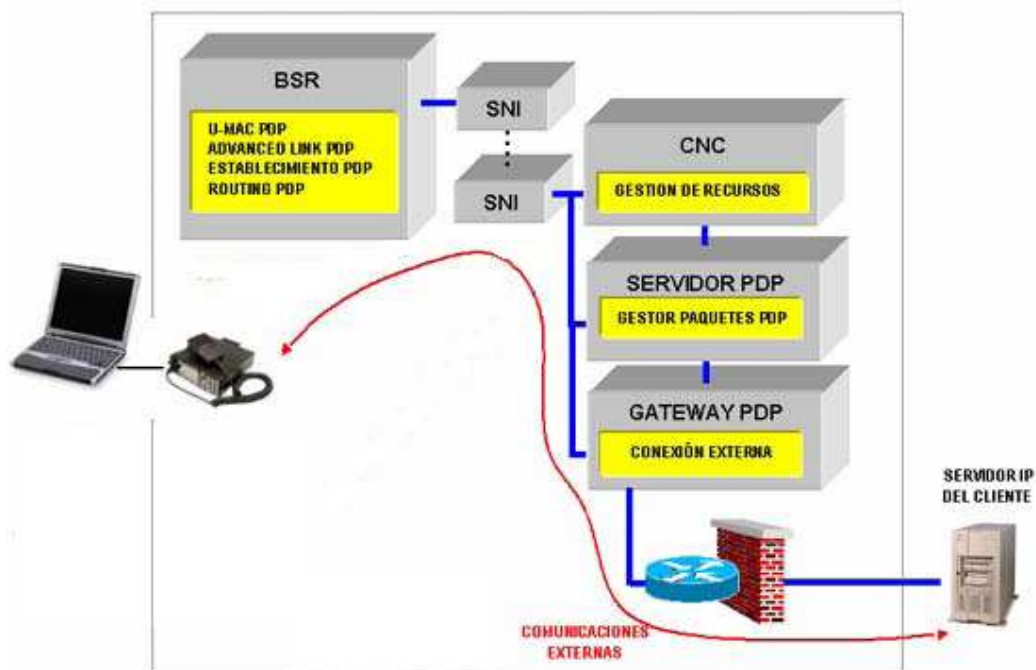 BSR
U-MAC PDP
ADVANCED LINK PDP
ESTABLECIMIENTO PDP
ROUTING PDP
SNI
SNI
CNC
GESTION DE RECURSOS
SERVIDOR PDP
GESTOR PAQUETES PDP
GATEWAY PDP
CONEXIÓN EXTERNA
SERVIDOR IP
DEL CLIENTE
COMUNICACIONES
EXTERNAS